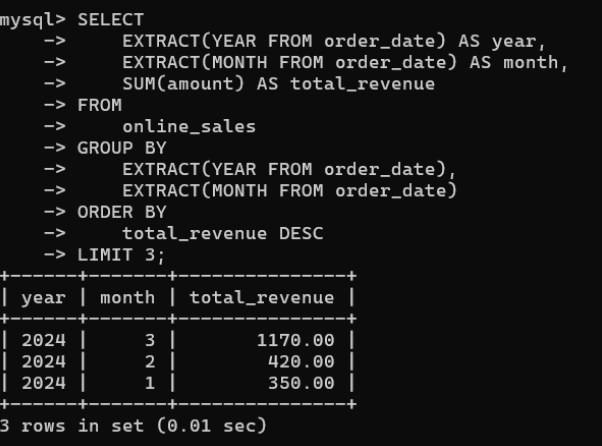 mysql> SELECT
    ->     EXTRACT(YEAR FROM order_date) AS year,
    ->     EXTRACT(MONTH FROM order_date) AS month,
    ->     SUM(amount) AS total_revenue
    -> FROM
    ->     online_sales
    -> GROUP BY
    ->     EXTRACT(YEAR FROM order_date),
    ->     EXTRACT(MONTH FROM order_date)
    -> ORDER BY
    ->     total_revenue DESC
    -> LIMIT 3;
+------+-------+---------------+
| year | month | total_revenue |
+------+-------+---------------+
| 2024 |     3 |       1170.00 |
| 2024 |     2 |        420.00 |
| 2024 |     1 |        350.00 |
+------+-------+---------------+
3 rows in set (0.01 sec)